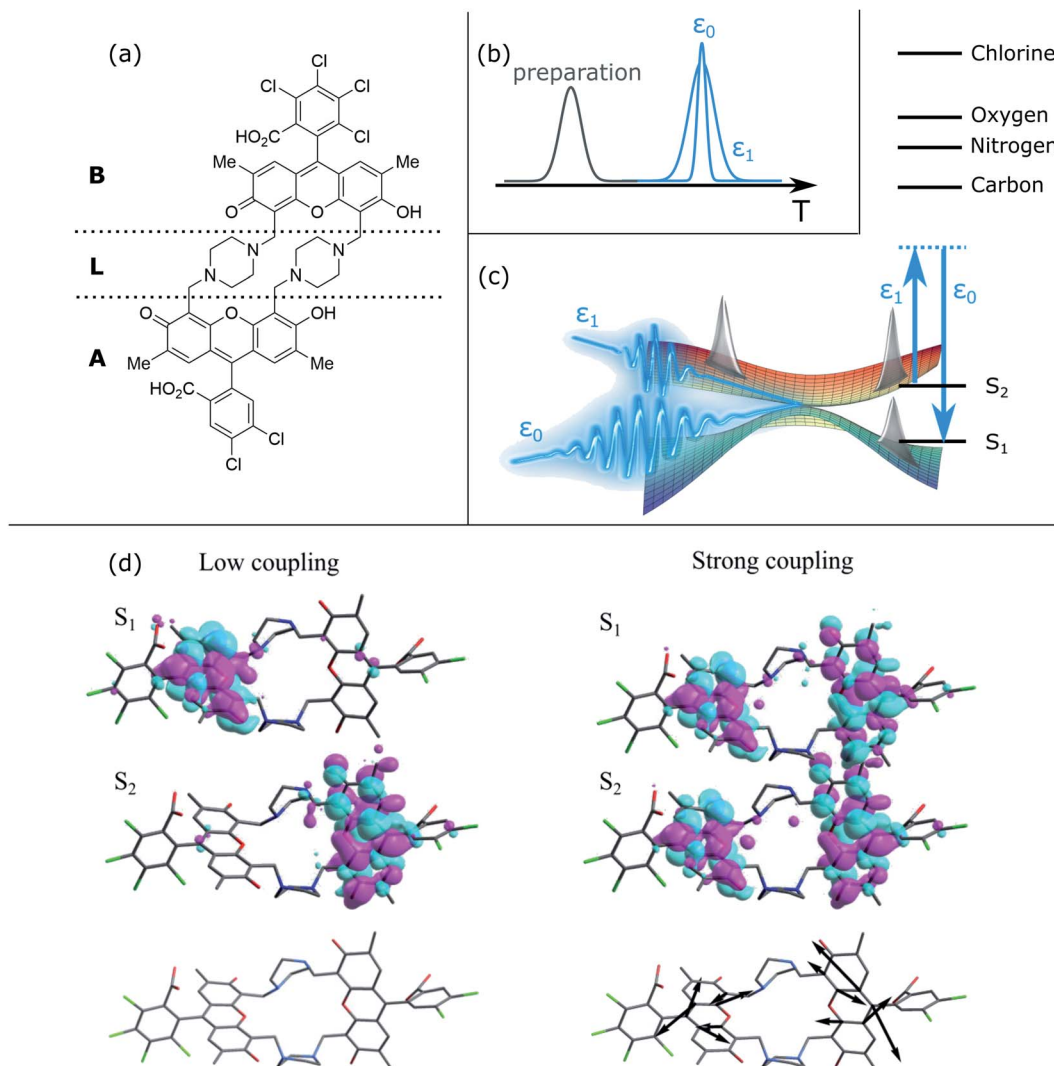 (a)
Cl
Cl
Cl
Cl
HO₂C
Me
Me
B
O
O
OH
N
N
L
N
N
O
O
OH
A
Me
Me
HO₂C
Cl
Cl
(b)
preparation
ε₀
ε₁
T
Chlorine
Oxygen
Nitrogen
Carbon
(c)
ε₁
ε₀
ε₁
ε₀
S₂
S₁
(d)
Low coupling
Strong coupling
S₁
S₁
S₂
S₂